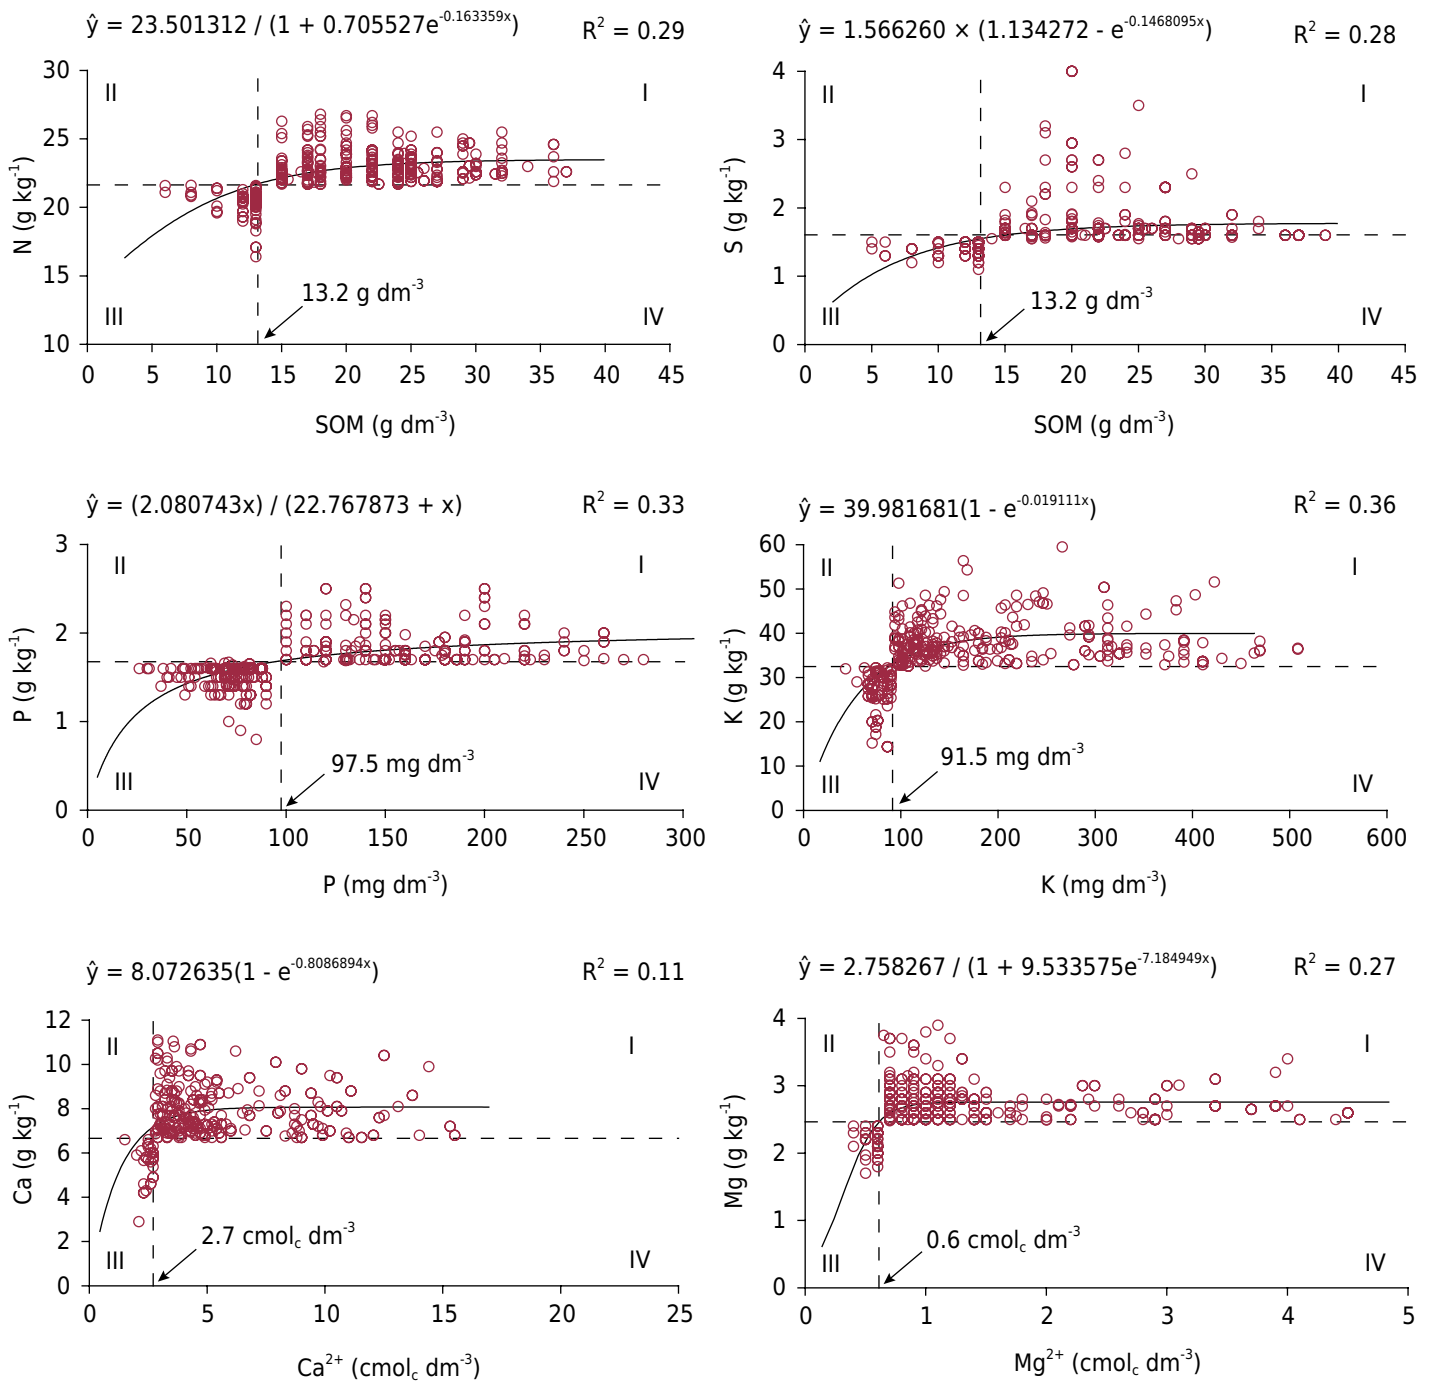 ŷ = 23.501312 / (1 + 0.705527e^-0.163359x) R² = 0.29
30
25
20
15
10
N (g kg⁻¹)
II
I
III
IV
13.2 g dm⁻³
0 5 10 15 20 25 30 35 40 45
SOM (g dm⁻³)
ŷ = 1.566260 × (1.134272 - e^-0.1468095x) R² = 0.28
4
3
2
1
0
S (g kg⁻¹)
II
I
III
IV
13.2 g dm⁻³
0 5 10 15 20 25 30 35 40 45
SOM (g dm⁻³)
ŷ = (2.080743x) / (22.767873 + x) R² = 0.33
3
2
1
0
P (g kg⁻¹)
II
I
III
IV
97.5 mg dm⁻³
0 50 100 150 200 250 300
P (mg dm⁻³)
ŷ = 39.981681(1 - e^-0.019111x) R² = 0.36
60
50
40
30
20
10
0
K (g kg⁻¹)
II
I
III
IV
91.5 mg dm⁻³
0 100 200 300 400 500 600
K (mg dm⁻³)
ŷ = 8.072635(1 - e^-0.8086894x) R² = 0.11
12
10
8
6
4
2
0
Ca (g kg⁻¹)
II
I
III
IV
2.7 cmol_c dm⁻³
0 5 10 15 20 25
Ca²⁺ (cmol_c dm⁻³)
ŷ = 2.758267 / (1 + 9.533575e^-7.184949x) R² = 0.27
4
3
2
1
0
Mg (g kg⁻¹)
II
I
III
IV
0.6 cmol_c dm⁻³
0 1 2 3 4 5
Mg²⁺ (cmol_c dm⁻³)